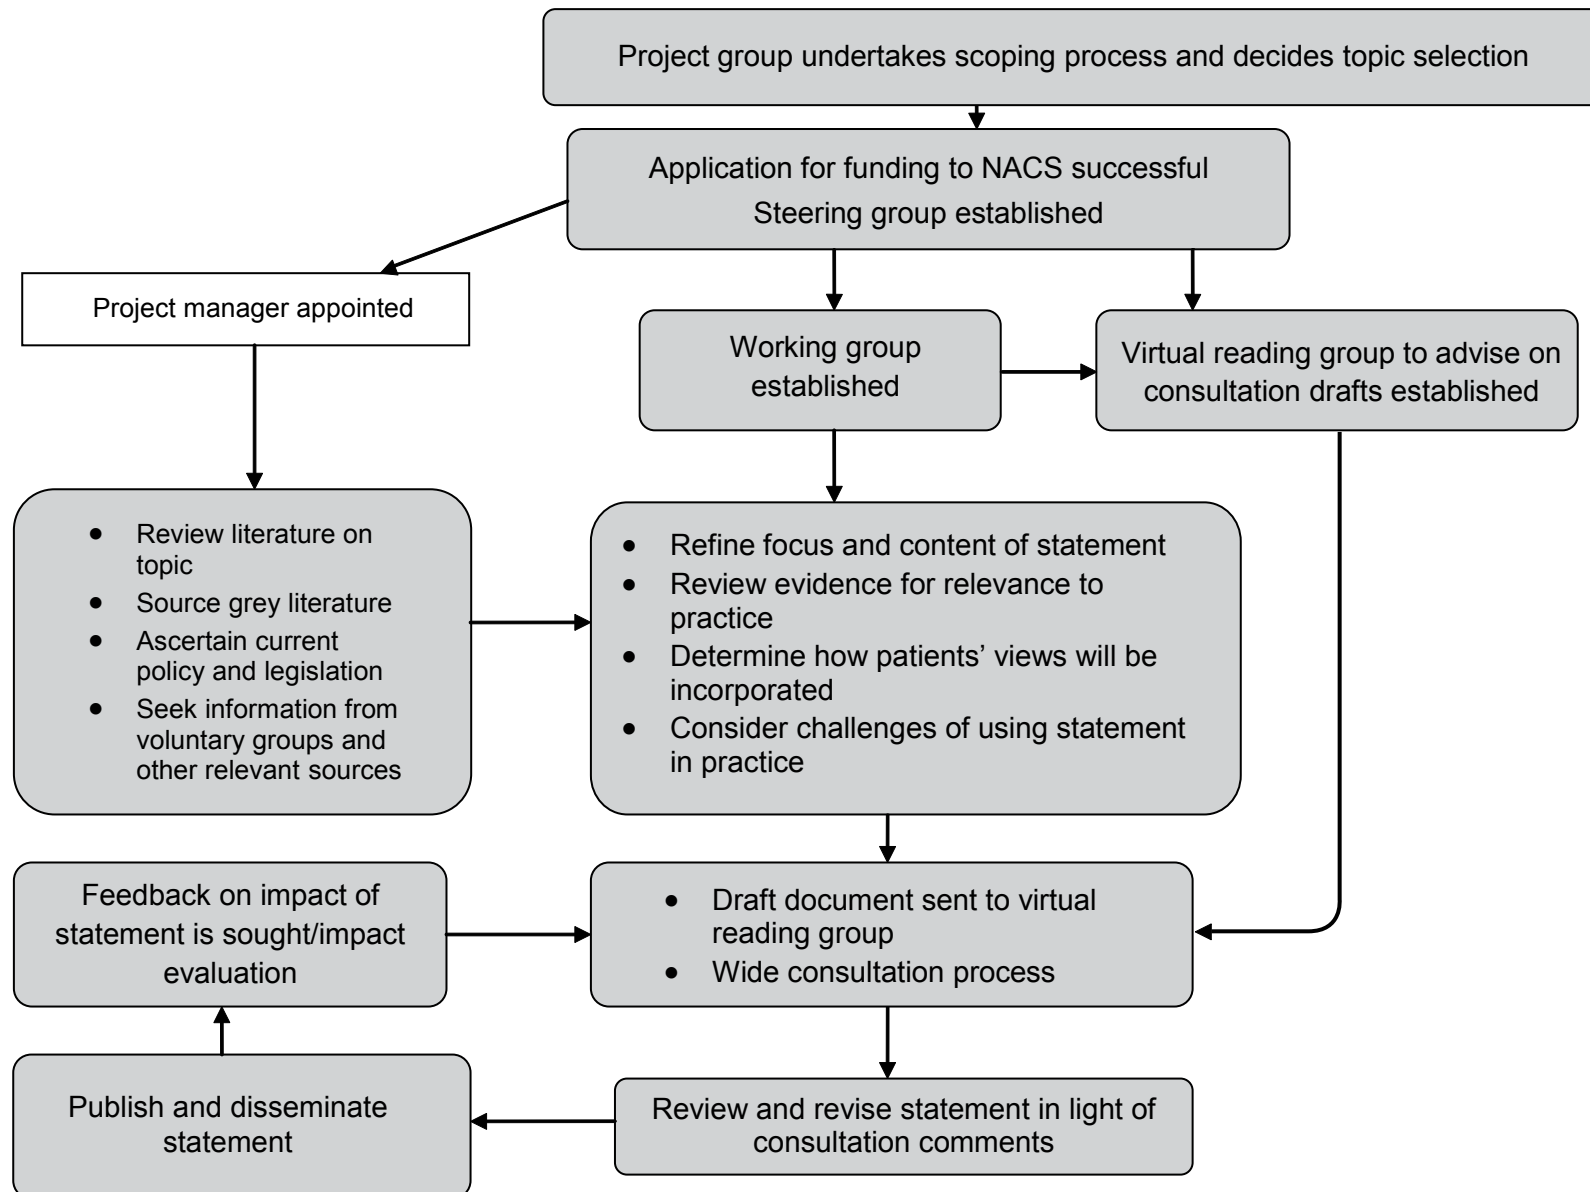 Project group undertakes scoping process and decides topic selection
Application for funding to NACS successful
Steering group established
Project manager appointed
Working group
established
Virtual reading group to advise on
consultation drafts established
• Review literature on
topic
• Source grey literature
• Ascertain current
policy and legislation
• Seek information from
voluntary groups and
other relevant sources
• Refine focus and content of statement
• Review evidence for relevance to
practice
• Determine how patients’ views will be
incorporated
• Consider challenges of using statement
in practice
Feedback on impact of
statement is sought/impact
evaluation
• Draft document sent to virtual
reading group
• Wide consultation process
Publish and disseminate
statement
Review and revise statement in light of
consultation comments